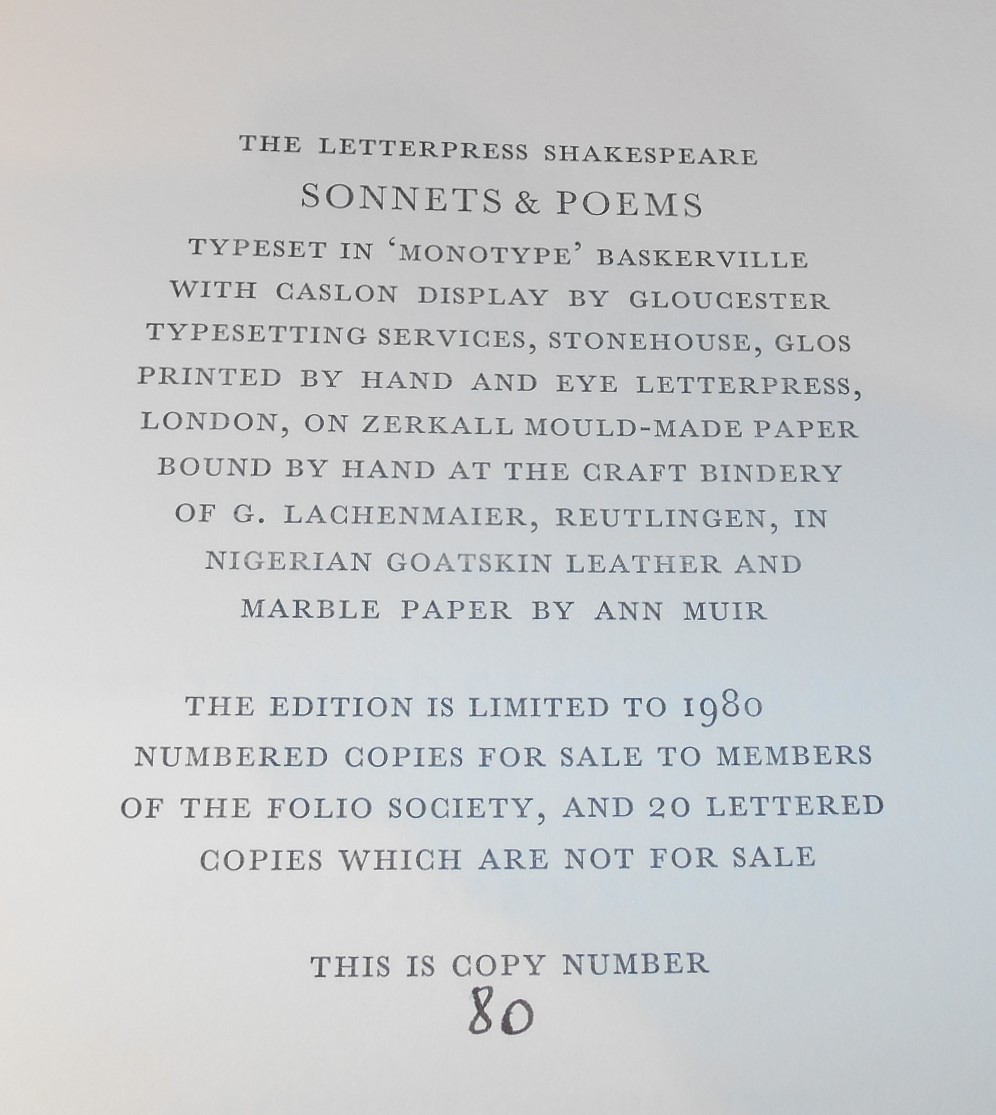 THE LETTERPRESS SHAKESPEARE
SONNETS & POEMS
TYPESET IN ‘MONOTYPE’ BASKERVILLE
WITH CASLON DISPLAY BY GLOUCESTER
TYPESETTING SERVICES, STONEHOUSE, GLOS
PRINTED BY HAND AND EYE LETTERPRESS,
LONDON, ON ZERKALL MOULD-MADE PAPER
BOUND BY HAND AT THE CRAFT BINDERY
OF G. LACHENMAIER, REUTLINGEN, IN
NIGERIAN GOATSKIN LEATHER AND
MARBLE PAPER BY ANN MUIR
THE EDITION IS LIMITED TO 1980
NUMBERED COPIES FOR SALE TO MEMBERS
OF THE FOLIO SOCIETY, AND 20 LETTERED
COPIES WHICH ARE NOT FOR SALE
THIS IS COPY NUMBER
80